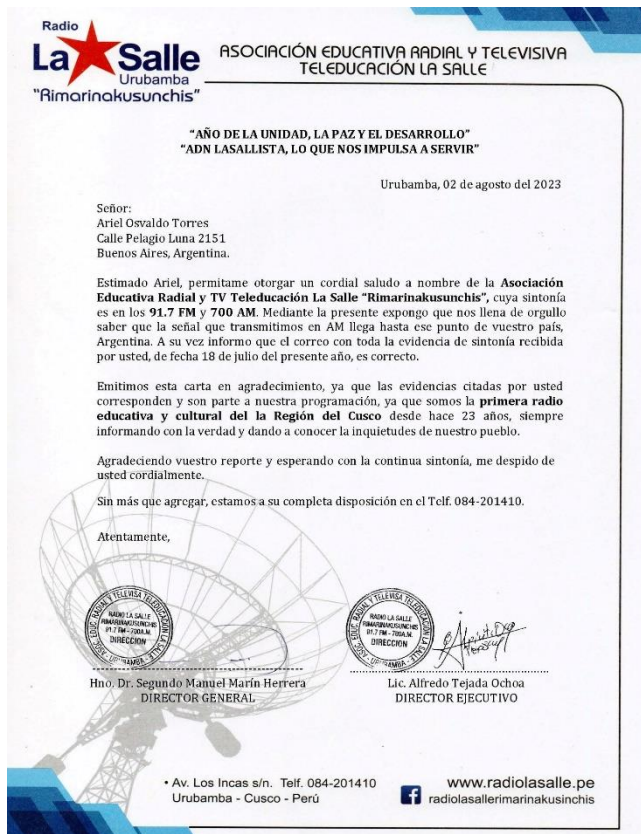 Radio
La Salle
Urubamba
"Rimarinakusunchis"
ASOCIACIÓN EDUCATIVA RADIAL Y TELEVISIVA
TELEDUCACIÓN LA SALLE
"AÑO DE LA UNIDAD, LA PAZ Y EL DESARROLLO"
"ADN LASALLISTA, LO QUE NOS IMPULSA A SERVIR"
Urubamba, 02 de agosto del 2023
Señor:
Ariel Osvaldo Torres
Calle Pelagio Luna 2151
Buenos Aires, Argentina.
Estimado Ariel, permitame otorgar un cordial saludo a nombre de la Asociación
Educativa Radial y TV Teleducación La Salle "Rimarinakusunchis", cuya sintonía
es en los 91.7 FM y 700 AM. Mediante la presente expongo que nos llena de orgullo
saber que la señal que transmitimos en AM llega hasta ese punto de vuestro país,
Argentina. A su vez informo que el correo con toda la evidencia de sintonía recibida
por usted, de fecha 18 de julio del presente año, es correcto.
Emitimos esta carta en agradecimiento, ya que las evidencias citadas por usted
corresponden y son parte a nuestra programación, ya que somos la primera radio
educativa y cultural del la Región del Cusco desde hace 23 años, siempre
informando con la verdad y dando a conocer la inquietudes de nuestro pueblo.
Agradeciendo vuestro reporte y esperando con la continua sintonía, me despido de
usted cordialmente.
Sin más que agregar, estamos a su completa disposición en el Telf. 084-201410.
Atentamente,
RADIO LA SALLE
RIMARINAKUSUNCHIS
91.7 FM - 700A.M.
DIRECCION
Hno. Dr. Segundo Manuel Marín Herrera
DIRECTOR GENERAL
RADIO LA SALLE
RIMARINAKUSUNCHIS
91.7 FM - 700A.M.
DIRECCION
Lic. Alfredo Tejada Ochoa
DIRECTOR EJECUTIVO
• Av. Los Incas s/n. Telf. 084-201410
Urubamba - Cusco - Perú
www.radiolasalle.pe
radiolasallerimarinakusinchis